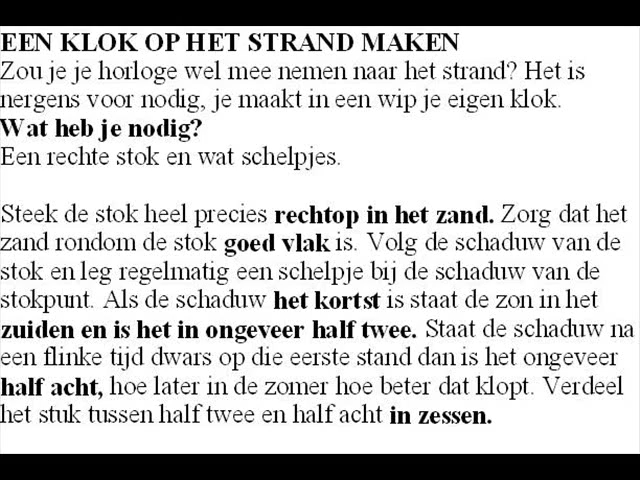 EEN KLOK OP HET STRAND MAKEN
Zou je je horloge wel mee nemen naar het strand? Het is
nergens voor nodig, je maakt in een wip je eigen klok.
Wat heb je nodig?
Een rechte stok en wat schelpjes.
Steek de stok heel precies rechtop in het zand. Zorg dat het
zand rondom de stok goed vlak is. Volg de schaduw van de
stok en leg regelmatig een schelpje bij de schaduw van de
stokpunt. Als de schaduw het kortst is staat de zon in het
zuiden en is het in ongeveer half twee. Staat de schaduw na
een flinke tijd dwars op die eerste stand dan is het ongeveer
half acht, hoe later in de zomer hoe beter dat klopt. Verdeel
het stuk tussen half twee en half acht in zessen.